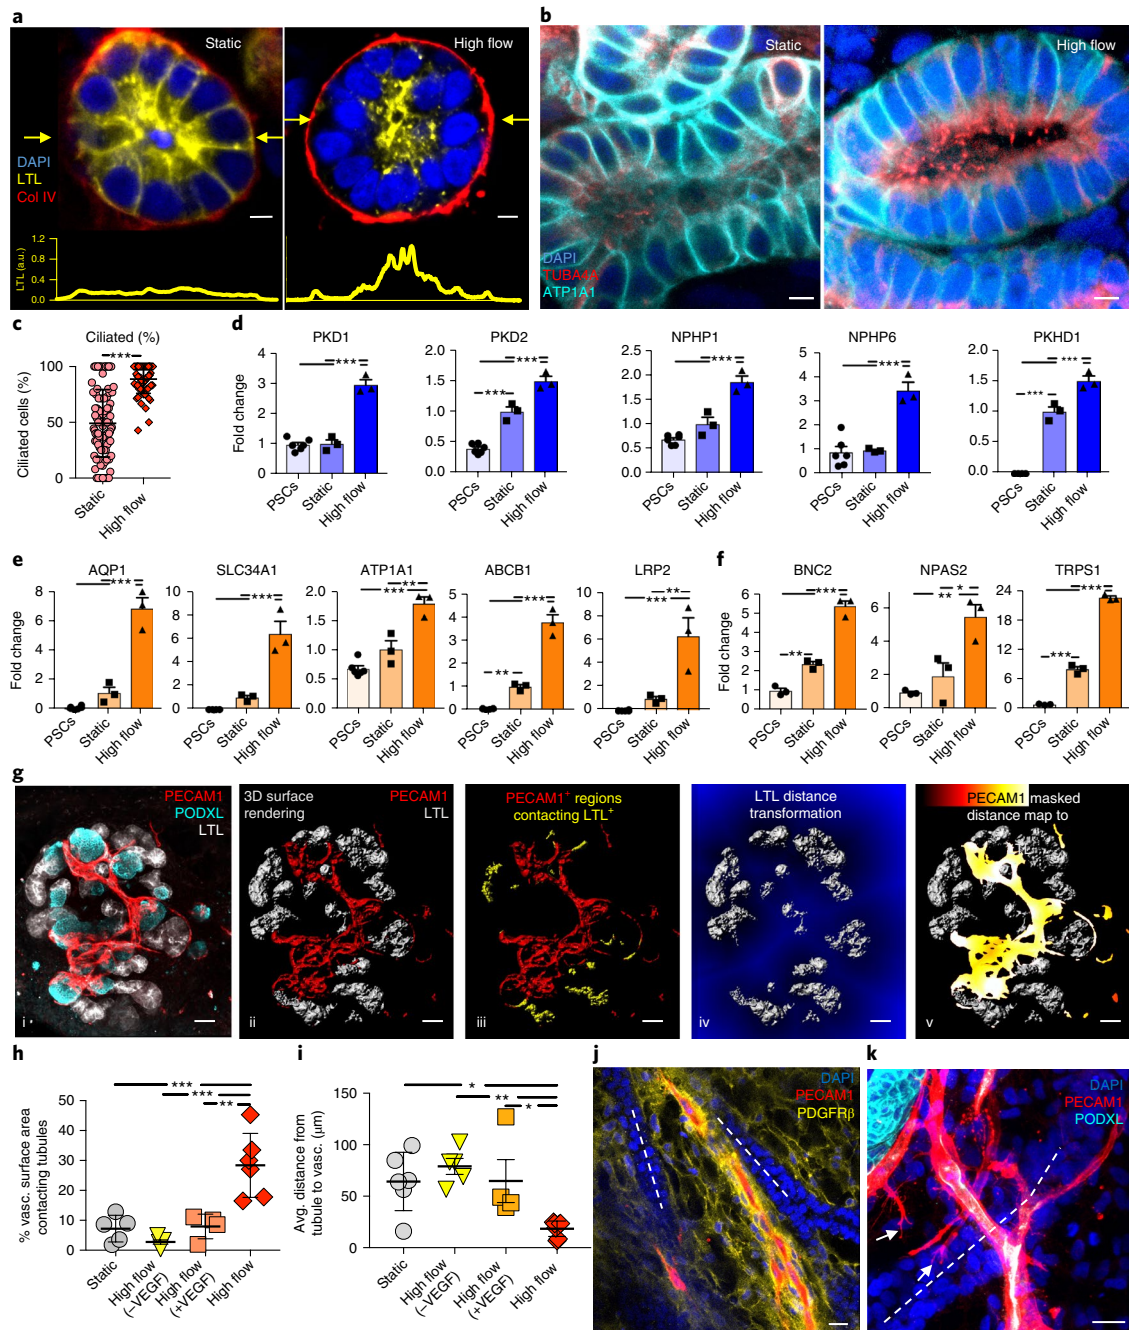 a
Static
High flow
DAPI
LTL
Col IV
LTL (a.u.)
1.2
0.8
0.4
0.0
b
Static
High flow
DAPI
TUBA4A
ATP1A1
c
Ciliated (%)
***
Ciliated cells (%)
100
50
0
Static
High flow
d
PKD1
Fold change
4
3
2
1
0
***
PSCs
Static
High flow
PKD2
2.0
1.5
1.0
0.5
0.0
***
***
PSCs
Static
High flow
NPHP1
2.5
2.0
1.5
1.0
0.5
0.0
***
PSCs
Static
High flow
NPHP6
5
4
3
2
1
0
***
PSCs
Static
High flow
PKHD1
2.0
1.5
1.0
0.5
0.0
***
***
PSCs
Static
High flow
e
AQP1
Fold change
8
6
4
2
0
***
PSCs
Static
High flow
SLC34A1
10
8
6
4
2
0
***
PSCs
Static
High flow
ATP1A1
2.0
1.5
1.0
0.5
0.0
**
***
PSCs
Static
High flow
ABCB1
5
4
3
2
1
0
***
**
PSCs
Static
High flow
LRP2
10
8
6
4
2
0
**
***
PSCs
Static
High flow
f
BNC2
Fold change
6
4
2
0
***
**
PSCs
Static
High flow
NPAS2
6
4
2
0
*
**
PSCs
Static
High flow
TRPS1
24
18
12
6
0
***
***
PSCs
Static
High flow
g
PECAM1
PODXL
LTL
i
3D surface
rendering
PECAM1
LTL
ii
PECAM1+ regions
contacting LTL+
iii
LTL distance
transformation
iv
PECAM1 masked
distance map to
v
h
% vasc. surface area
contacting tubules
50
40
30
20
10
0
***
***
**
Static
High flow
(–VEGF)
High flow
(+VEGF)
High flow
i
Avg. distance from
tubule to vasc. (µm)
150
100
50
0
*
**
*
Static
High flow
(–VEGF)
High flow
(+VEGF)
High flow
j
DAPI
PECAM1
PDGFRβ
k
DAPI
PECAM1
PODXL